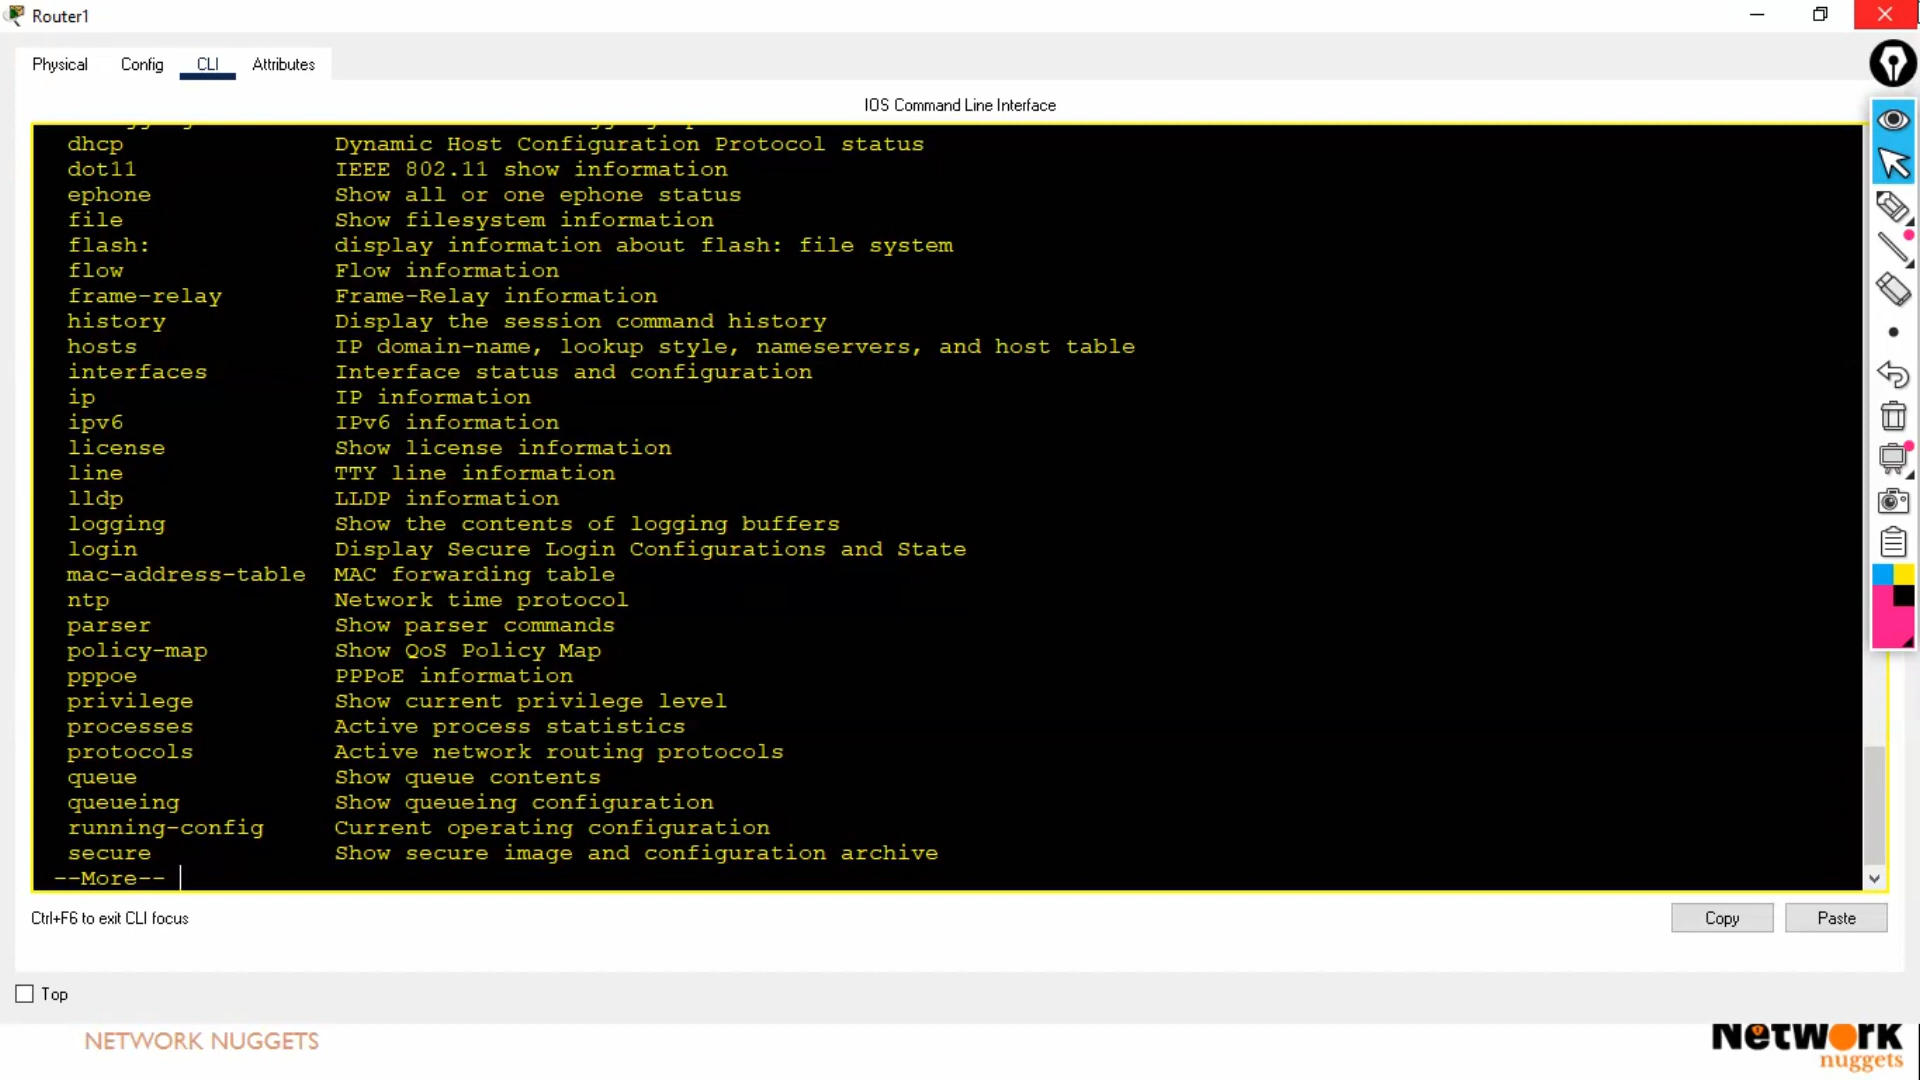 Router1
Physical Config CLI Attributes
IOS Command Line Interface
dhcp Dynamic Host Configuration Protocol status
dot11 IEEE 802.11 show information
ephone Show all or one ephone status
file Show filesystem information
flash: display information about flash: file system
flow Flow information
frame-relay Frame-Relay information
history Display the session command history
hosts IP domain-name, lookup style, nameservers, and host table
interfaces Interface status and configuration
ip IP information
ipv6 IPv6 information
license Show license information
line TTY line information
lldp LLDP information
logging Show the contents of logging buffers
login Display Secure Login Configurations and State
mac-address-table MAC forwarding table
ntp Network time protocol
parser Show parser commands
policy-map Show QoS Policy Map
pppoe PPPoE information
privilege Show current privilege level
processes Active process statistics
protocols Active network routing protocols
queue Show queue contents
queueing Show queueing configuration
running-config Current operating configuration
secure Show secure image and configuration archive
--More--
Ctrl+F6 to exit CLI focus
Copy Paste
Top
NETWORK NUGGETS
NetwOrk
nuggets